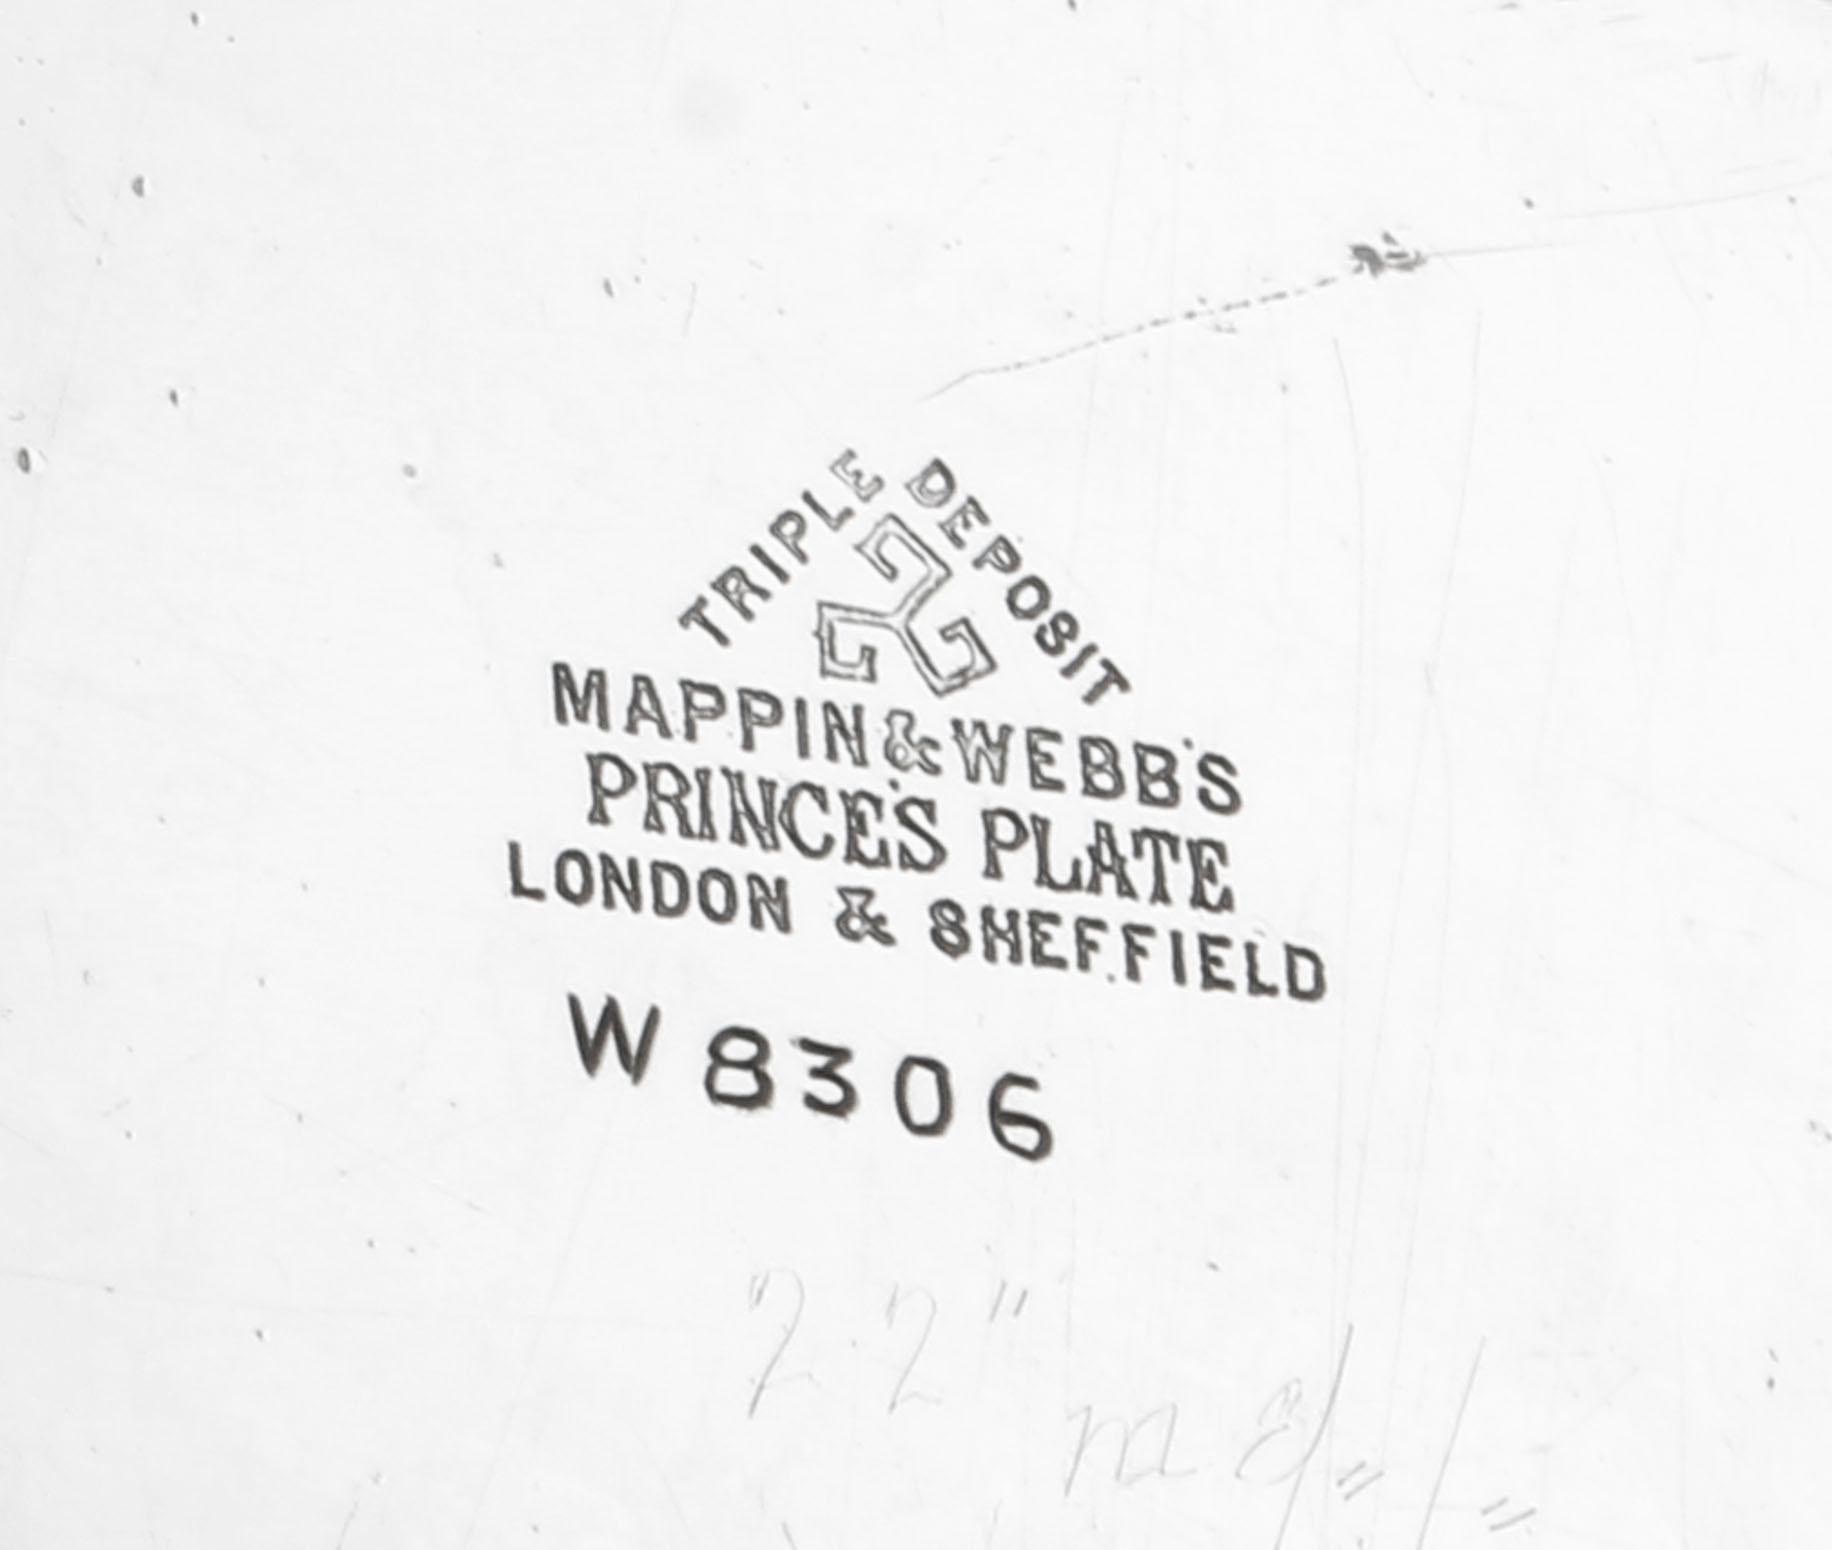 TRIPLE DEPOSIT
MAPPIN & WEBB'S
PRINCE'S PLATE
LONDON & SHEFFIELD
W 8306
22"